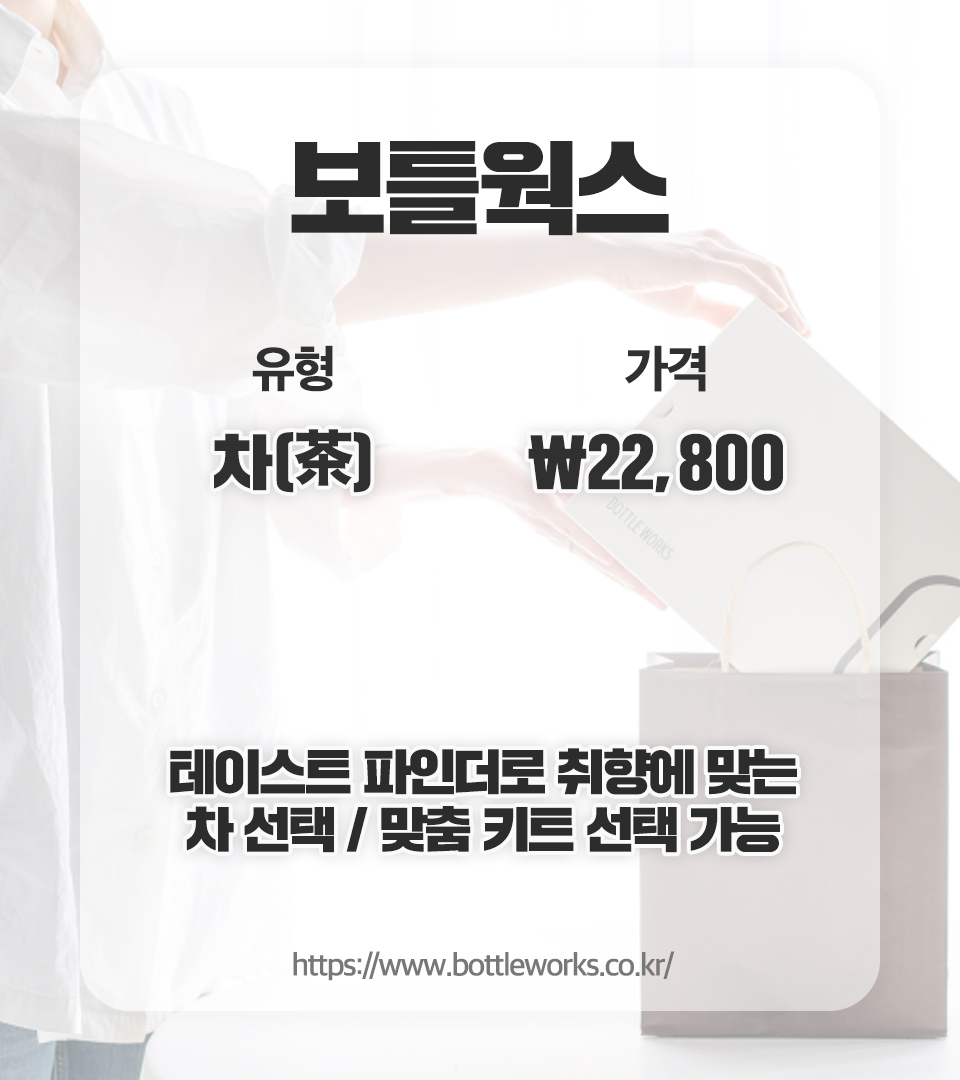 보틀웍스
유형
가격
차(茶)
₩22,800
BOTTLE WORKS
테이스트 파인더로 취향에 맞는
차 선택 / 맞춤 키트 선택 가능
https://www.bottleworks.co.kr/